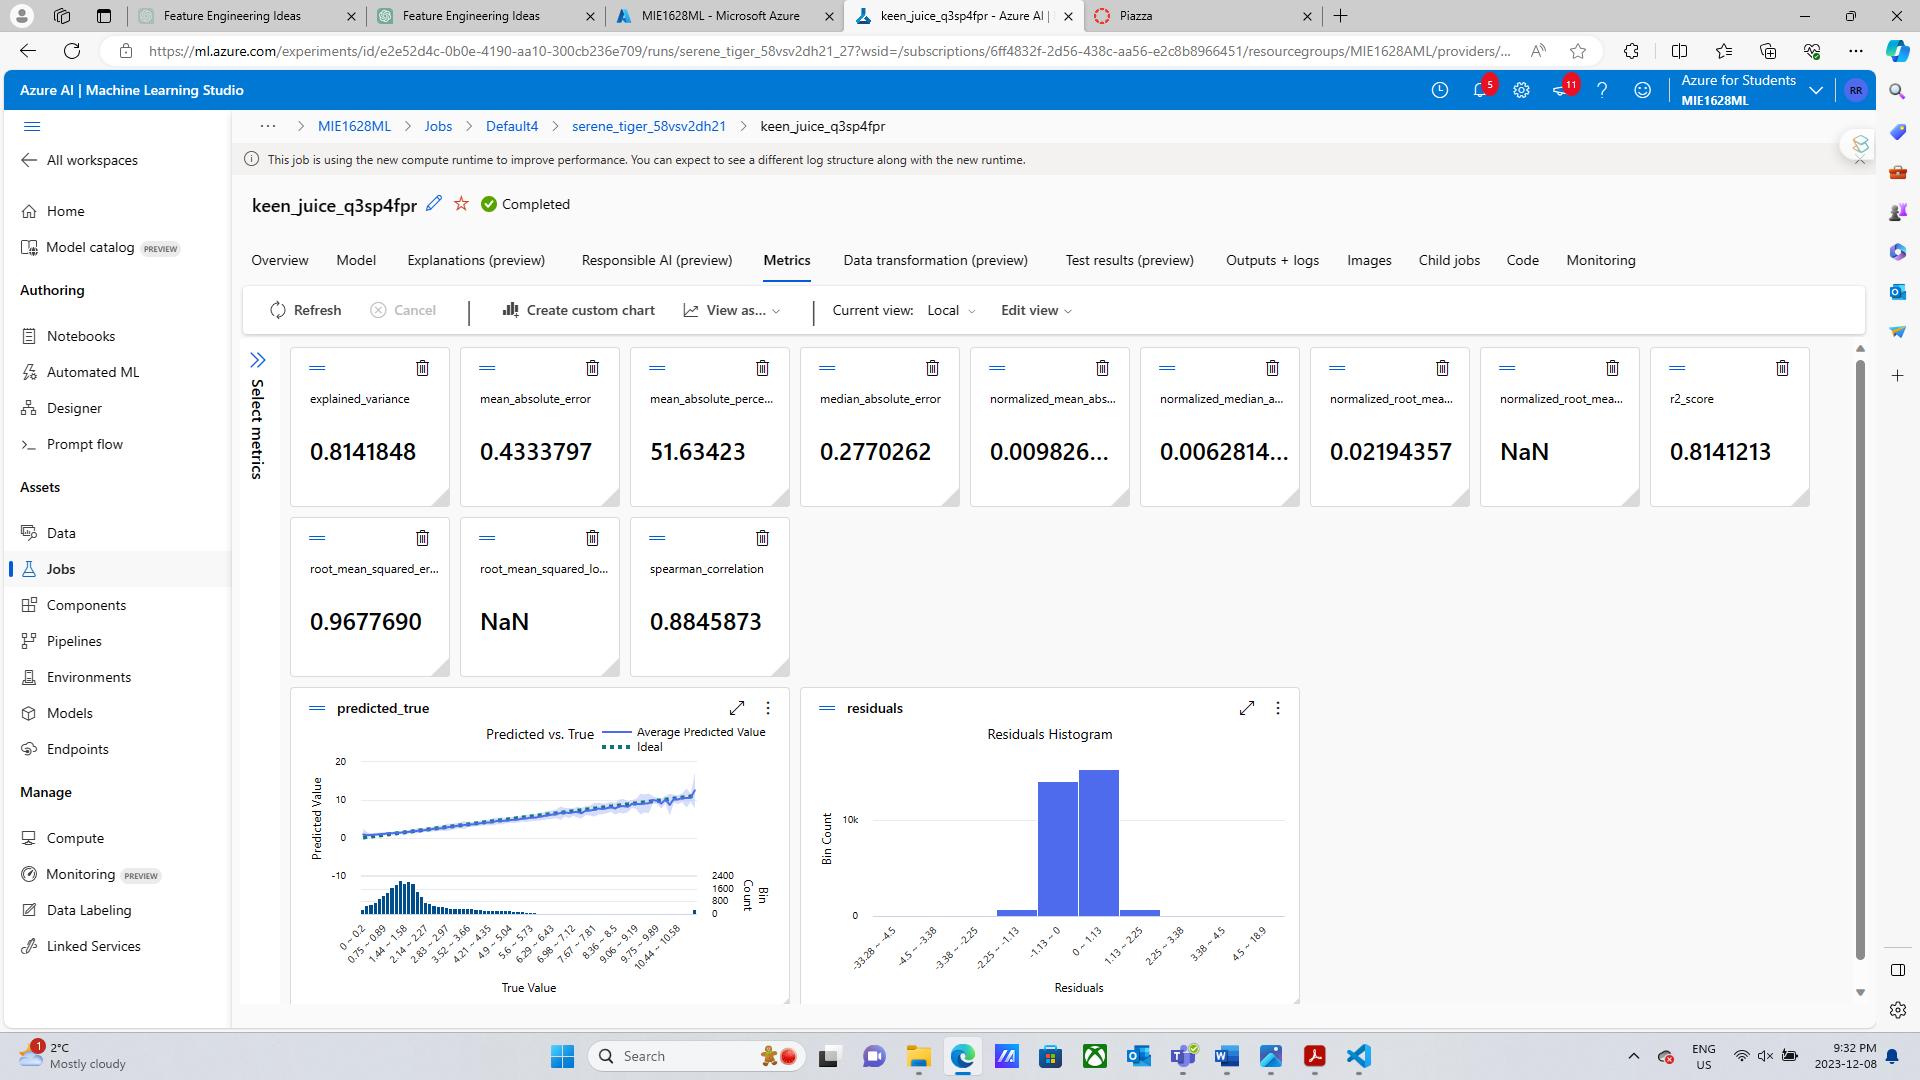 Feature Engineering Ideas
Feature Engineering Ideas
MIE1628ML - Microsoft Azure
keen_juice_q3sp4fpr - Azure AI |
Piazza
https://ml.azure.com/experiments/id/e2e52d4c-0b0e-4190-aa10-300cb236e709/runs/serene_tiger_58vsv2dh21_27?wsid=/subscriptions/6ff4832f-2d56-438c-aa56-e2c8b8966451/resourcegroups/MIE1628AML/providers/...
Azure AI | Machine Learning Studio
5
11
Azure for Students
MIE1628ML
RR
All workspaces
Home
Model catalog PREVIEW
Authoring
Notebooks
Automated ML
Designer
Prompt flow
Assets
Data
Jobs
Components
Pipelines
Environments
Models
Endpoints
Manage
Compute
Monitoring PREVIEW
Data Labeling
Linked Services
... > MIE1628ML > Jobs > Default4 > serene_tiger_58vsv2dh21 > keen_juice_q3sp4fpr
This job is using the new compute runtime to improve performance. You can expect to see a different log structure along with the new runtime.
keen_juice_q3sp4fpr Completed
Overview Model Explanations (preview) Responsible AI (preview) Metrics Data transformation (preview) Test results (preview) Outputs + logs Images Child jobs Code Monitoring
Refresh Cancel | Create custom chart View as... | Current view: Local Edit view
Select metrics
explained_variance
0.8141848
mean_absolute_error
0.4333797
mean_absolute_perce...
51.63423
median_absolute_error
0.2770262
normalized_mean_abs...
0.009826...
normalized_median_a...
0.0062814...
normalized_root_mea...
0.02194357
normalized_root_mea...
NaN
r2_score
0.8141213
root_mean_squared_er...
0.9677690
root_mean_squared_lo...
NaN
spearman_correlation
0.8845873
predicted_true
Predicted vs. True
Average Predicted Value
Ideal
Predicted Value
20
10
0
-10
2400
1600
800
0
Bin
Count
0 ~ 0.2
0.75 ~ 0.89
1.44 ~ 1.58
2.14 ~ 2.27
2.83 ~ 2.97
3.52 ~ 3.66
4.21 ~ 4.35
4.9 ~ 5.04
5.6 ~ 5.73
6.29 ~ 6.43
6.98 ~ 7.12
7.67 ~ 7.81
8.36 ~ 8.5
9.06 ~ 9.19
9.75 ~ 9.89
10.44 ~ 10.58
True Value
residuals
Residuals Histogram
Bin Count
10k
0
-33.28 ~ -4.5
-4.5 ~ -3.38
-3.38 ~ -2.25
-2.25 ~ -1.13
-1.13 ~ 0
0 ~ 1.13
1.13 ~ 2.25
2.25 ~ 3.38
3.38 ~ 4.5
4.5 ~ 18.9
Residuals
1
2°C
Mostly cloudy
Search
ENG
US
9:32 PM
2023-12-08